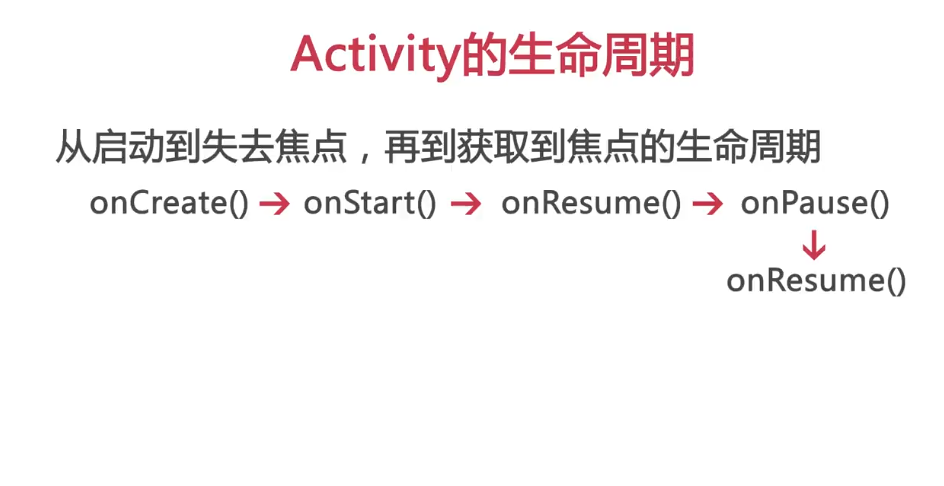 Activity的生命周期
从启动到失去焦点，再到获取到焦点的生命周期
onCreate() → onStart() → onResume() → onPause()
↓
onResume()